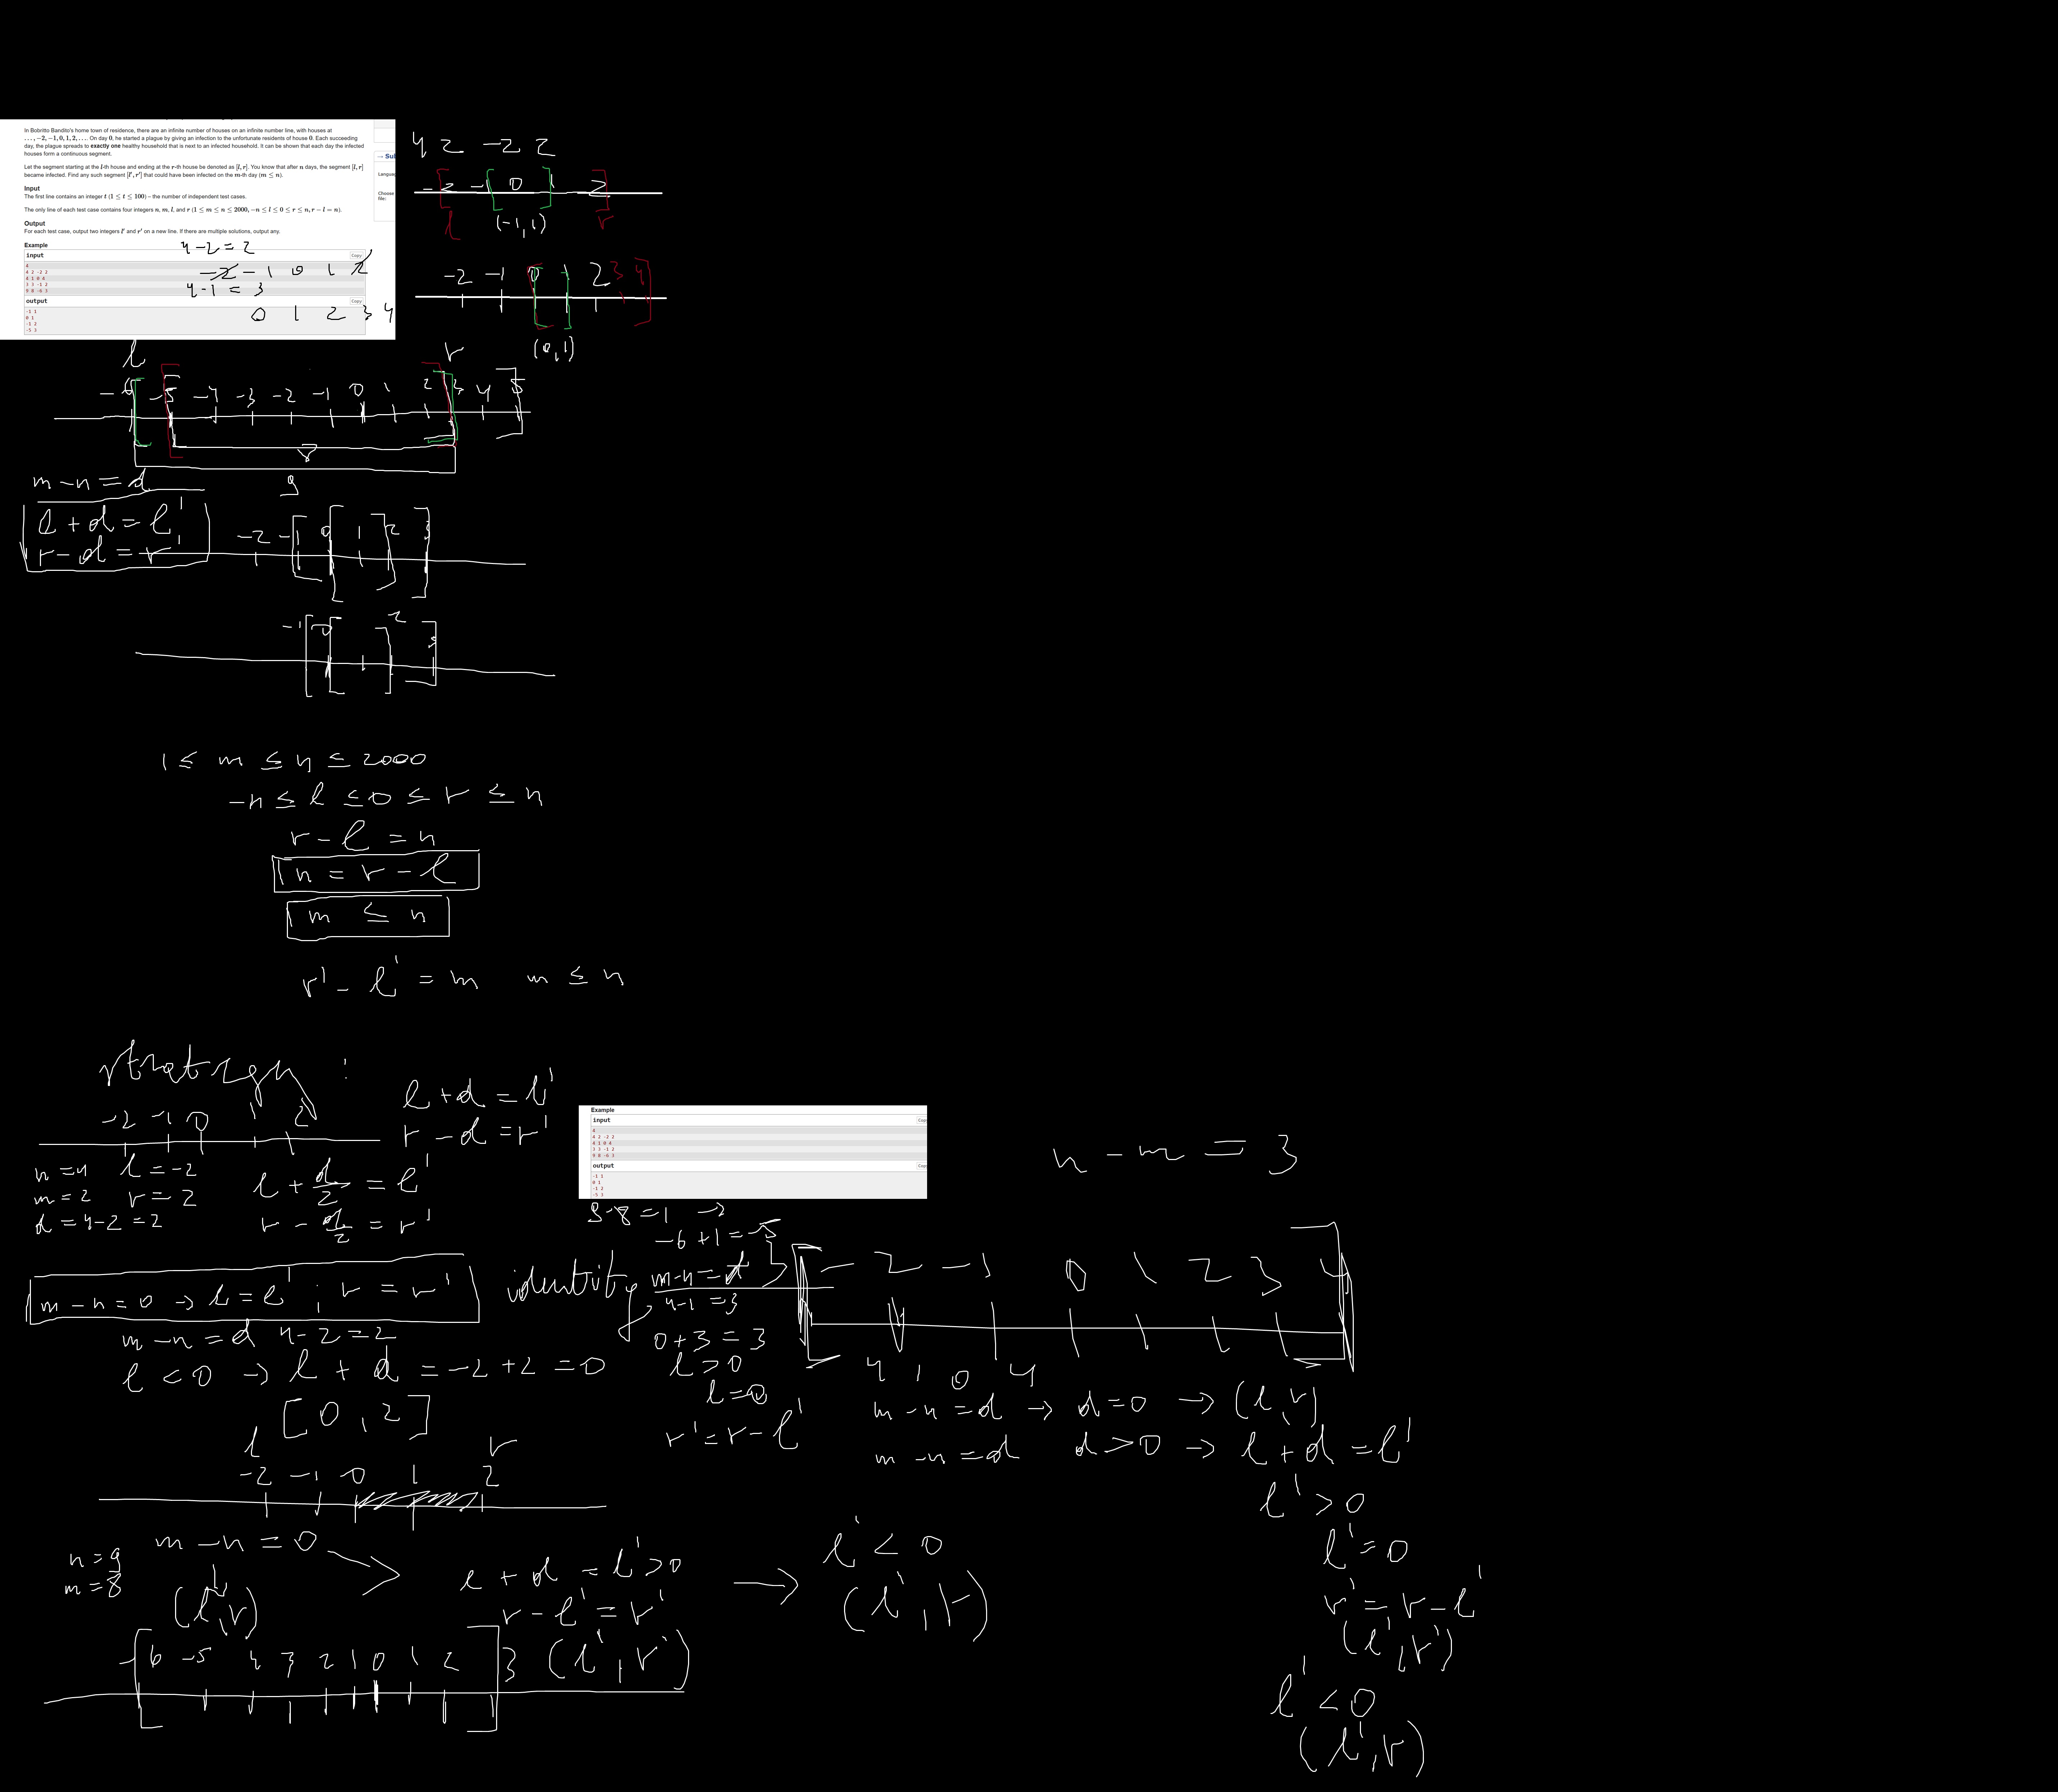 In Bobritto Bandito's home town of residence, there are an infinite number of houses on an infinite number line, with houses at
..., −2, −1, 0, 1, 2, .... On day 0, he started a plague by giving an infection to the unfortunate residents of house 0. Each succeeding
day, the plague spreads to exactly one healthy household that is next to an infected household. It can be shown that each day the infected
houses form a continuous segment.
Let the segment starting at the l-th house and ending at the r-th house be denoted as [l, r]. You know that after n days, the segment [l, r]
became infected. Find any such segment [l′, r′] that could have been infected on the m-th day (m ≤ n).
Input
The first line contains an integer t (1 ≤ t ≤ 100) – the number of independent test cases.
The only line of each test case contains four integers n, m, l, and r (1 ≤ m ≤ n ≤ 2000, −n ≤ l ≤ 0 ≤ r ≤ n, r − l = n).
Output
For each test case, output two integers l′ and r′ on a new line. If there are multiple solutions, output any.
Example
input
Copy
4
4 2 -2 2
4 1 0 4
3 3 -1 2
9 8 -6 3
output
Copy
-1 1
0 1
-1 2
-5 3
→ Su
Langua
Choose
file:
4-2=2
-2 -1 0 1 2
4-1 = 3
0 1 2 3 4
4 2 -2 2
-2 -1 0 1 2
l (-1,1) r
-2 -1 0 1 2 3 4
(0,1)
l r
-6 -5 -4 -3 -2 -1 0 1 2 3 4 5
8
9
m-n=d
l+d=l'
r-d=r'
-2 -1 0 1 2 3
-1 0 1 2 3
1 ≤ m ≤ n ≤ 2000
-n ≤ l ≤ 0 ≤ r ≤ n
r-l = n
n = r-l
m ≤ n
r'-l' = m m ≤ n
strategy :
-2 -1 0 1 2
l+d=l'
r-d=r'
n=4 l=-2
m=2 r=2
d=4-2=2
l+d/2=l'
r-d/2=r'
m-n=0 → l=l' ; r=r'
identity
m-n=d 4-2=2
l<0 → l+d = -2+2 = 0
[0,2]
l r
-2 -1 0 1 2
n=9
m=8
m-n=0
(l,r)
l+d = l'>0
r-l'=r'
(l',r')
→ l'<0
(l',r)
-6 -5 4 3 2 1 0 1 2 3
Example
input
4
4 2 -2 2
4 1 0 4
3 3 -1 2
9 8 -6 3
output
-1 1
0 1
-1 2
-5 3
9-8=1 →
-6+1=-5
m-n=d
4-1=3
0+3=3
l>0
l=0
r'=r-l'
n-m=3
-2 -1 0 1 2 3 4
4 1 0 4
m-n=d → d=0 → (l,r)
m-n=d d>0 → l+d=l'
l'>0
l'=0
r'=r-l'
(l',r')
l'<0
(l',r)